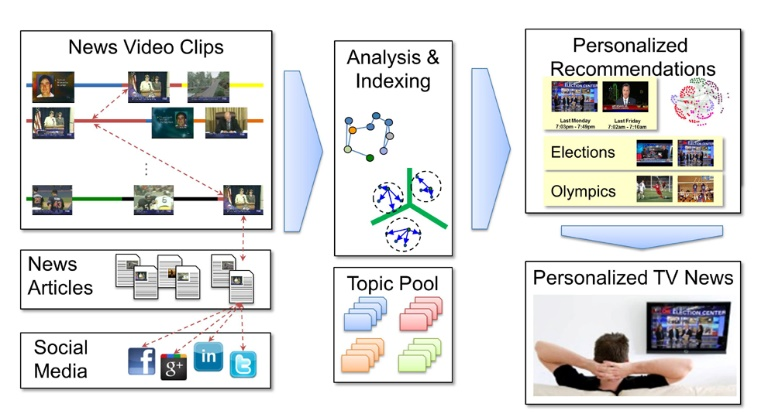 News Video Clips
Analysis &
Indexing
Personalized
Recommendations
ELECTION CENTER
Last Monday
7:03pm - 7:49pm
Last Friday
7:02am - 7:16am
Elections
Olympics
News
Articles
Topic Pool
Personalized TV News
ELECTION CENTER
Social
Media
f
g+
in
t